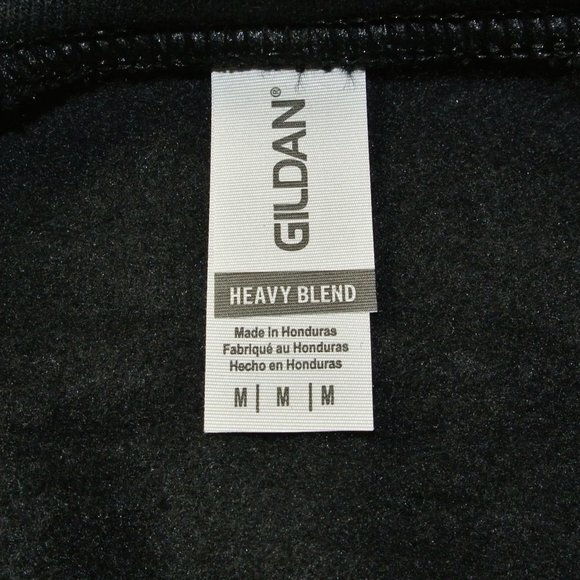 GILDAN®
HEAVY BLEND
Made in Honduras
Fabriqué au Honduras
Hecho en Honduras
M | M | M